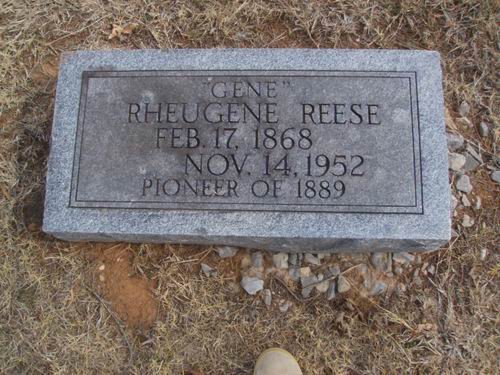 "GENE"
RHEUGENE REESE
FEB. 17, 1868
NOV. 14, 1952
PIONEER OF 1889